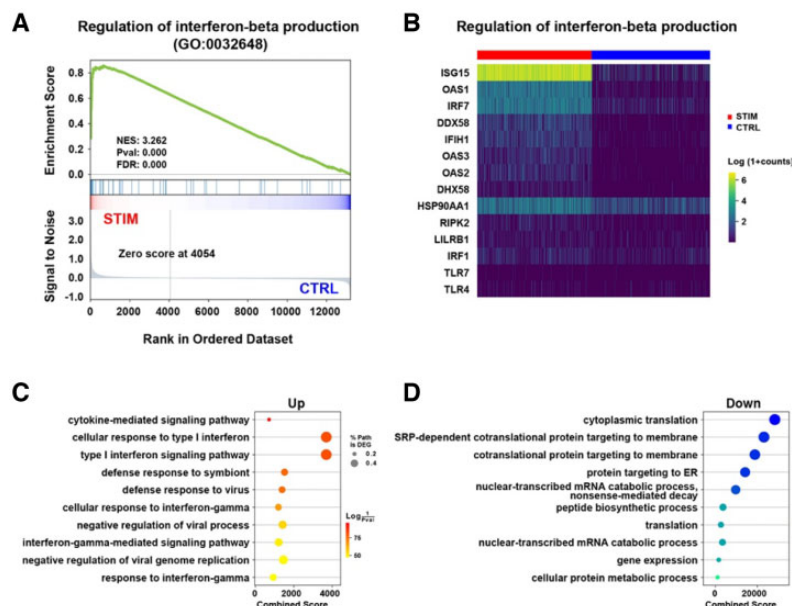 A
Regulation of interferon-beta production
(GO:0032648)
Enrichment Score
0.8
0.6
0.4
0.2
0.0
NES: 3.262
Pval: 0.000
FDR: 0.000
STIM
Signal to Noise
3.0
2.0
1.0
0.0
-1.0
Zero score at 4054
CTRL
0 2000 4000 6000 8000 10000 12000
Rank in Ordered Dataset
B
Regulation of interferon-beta production
ISG15
OAS1
IRF7
DDX58
IFIH1
OAS3
OAS2
DHX58
HSP90AA1
RIPK2
LILRB1
IRF1
TLR7
TLR4
STIM
CTRL
Log (1+counts)
6
4
2
0
C
Up
cytokine-mediated signaling pathway
cellular response to type I interferon
type I interferon signaling pathway
defense response to symbiont
defense response to virus
cellular response to interferon-gamma
negative regulation of viral process
interferon-gamma-mediated signaling pathway
negative regulation of viral genome replication
response to interferon-gamma
0 2000 4000
Combined Score
% Path
is DEG
0.2
0.4
Log 1/Pval
75
50
D
Down
cytoplasmic translation
SRP-dependent cotranslational protein targeting to membrane
cotranslational protein targeting to membrane
protein targeting to ER
nuclear-transcribed mRNA catabolic process,
nonsense-mediated decay
peptide biosynthetic process
translation
nuclear-transcribed mRNA catabolic process
gene expression
cellular protein metabolic process
0 20000
Combined Score